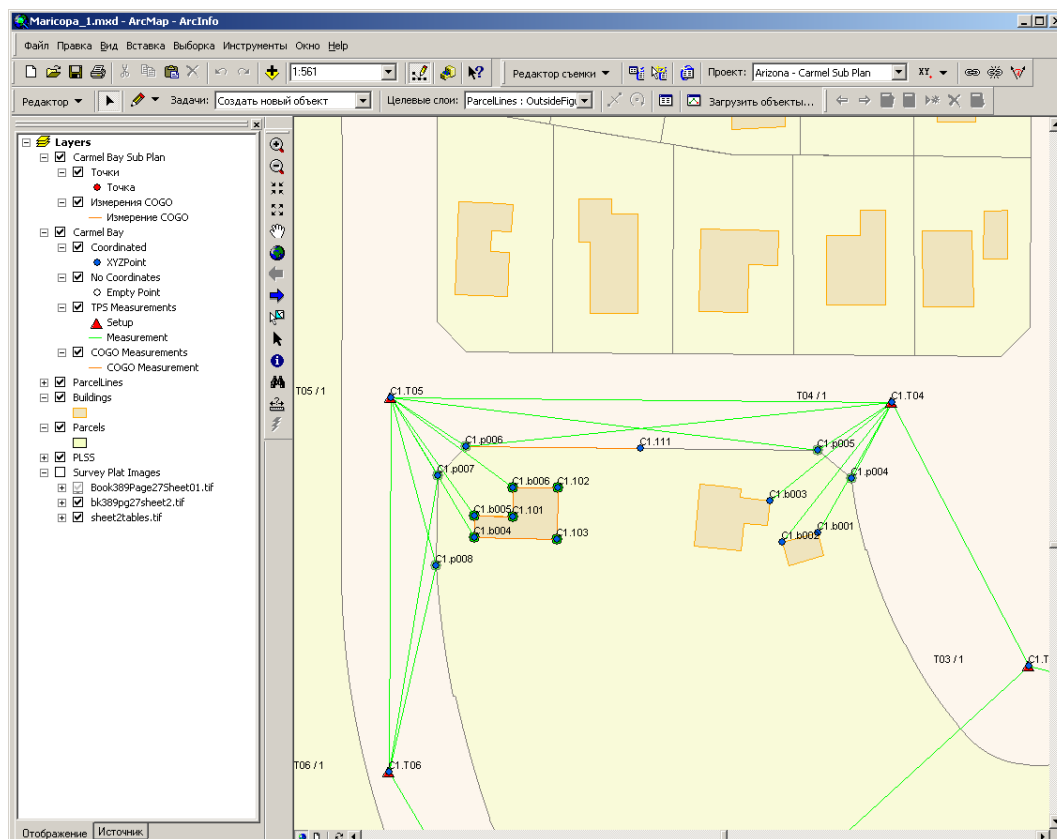 Maricopa_1.mxd - ArcMap - ArcInfo
Файл Правка Вид Вставка Выборка Инструменты Окно Help
1:561 Редактор съемки Проект: Arizona - Carmel Sub Plan XY,
Редактор Задачи: Создать новый объект Целевые слои: ParcelLines : OutsideFigu Загрузить объекты...
Layers
Carmel Bay Sub Plan
Точки
Точка
Измерения COGO
Измерение COGO
Carmel Bay
Coordinated
XYZPoint
No Coordinates
Empty Point
TPS Measurements
Setup
Measurement
COGO Measurements
COGO Measurement
ParcelLines
Buildings
Parcels
PLSS
Survey Plat Images
Book389Page27Sheet01.tif
bk389pg27sheet2.tif
sheet2tables.tif
Отображение Источник
T05 / 1
C1.T05
T04 / 1
C1.T04
C1.p006
C1.111
C1.p005
C1.p007
C1.p004
C1.b006
C1.102
C1.b003
C1.b005
C1.101
C1.b001
C1.b004
C1.103
C1.b002
C1.p008
T03 / 1
C1.T
T06 / 1
C1.T06